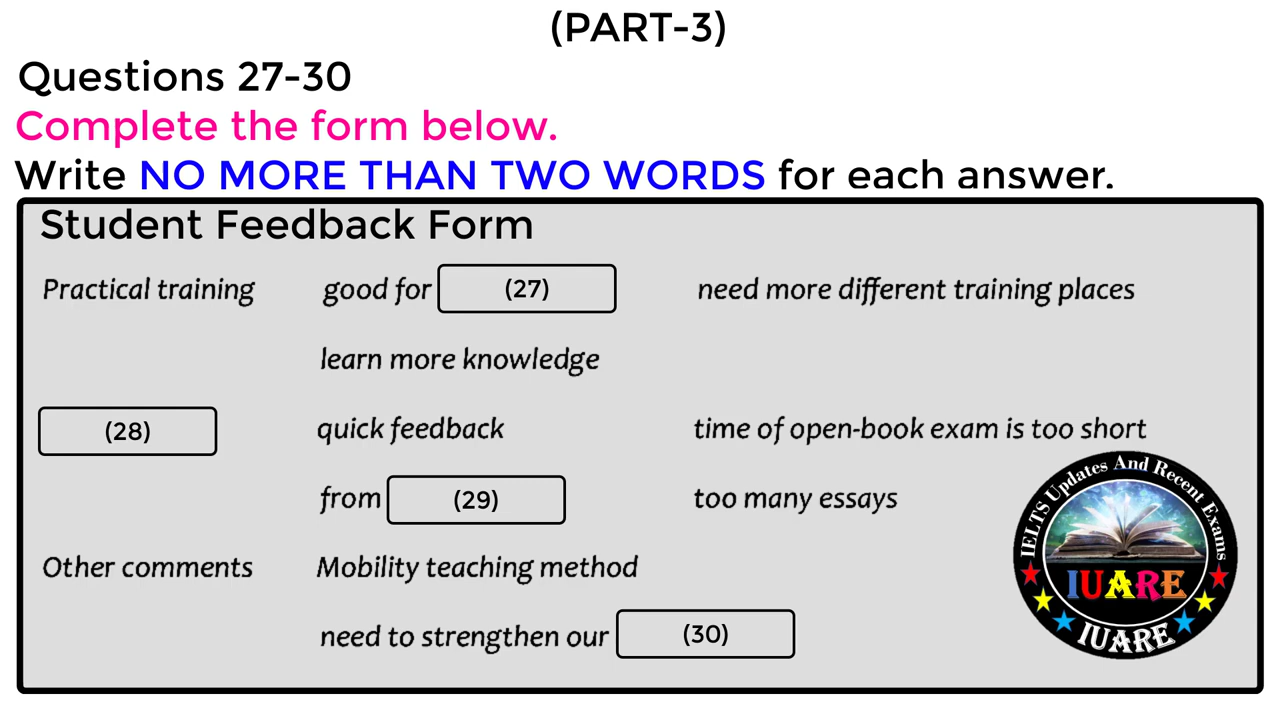 (PART-3)
Questions 27-30
Complete the form below.
Write NO MORE THAN TWO WORDS for each answer.
Student Feedback Form
Practical training good for (27) need more different training places
learn more knowledge
(28) quick feedback time of open-book exam is too short
from (29) too many essays
Other comments Mobility teaching method
need to strengthen our (30)
IELTS Updates And Recent Exams
IUARE
IUARE